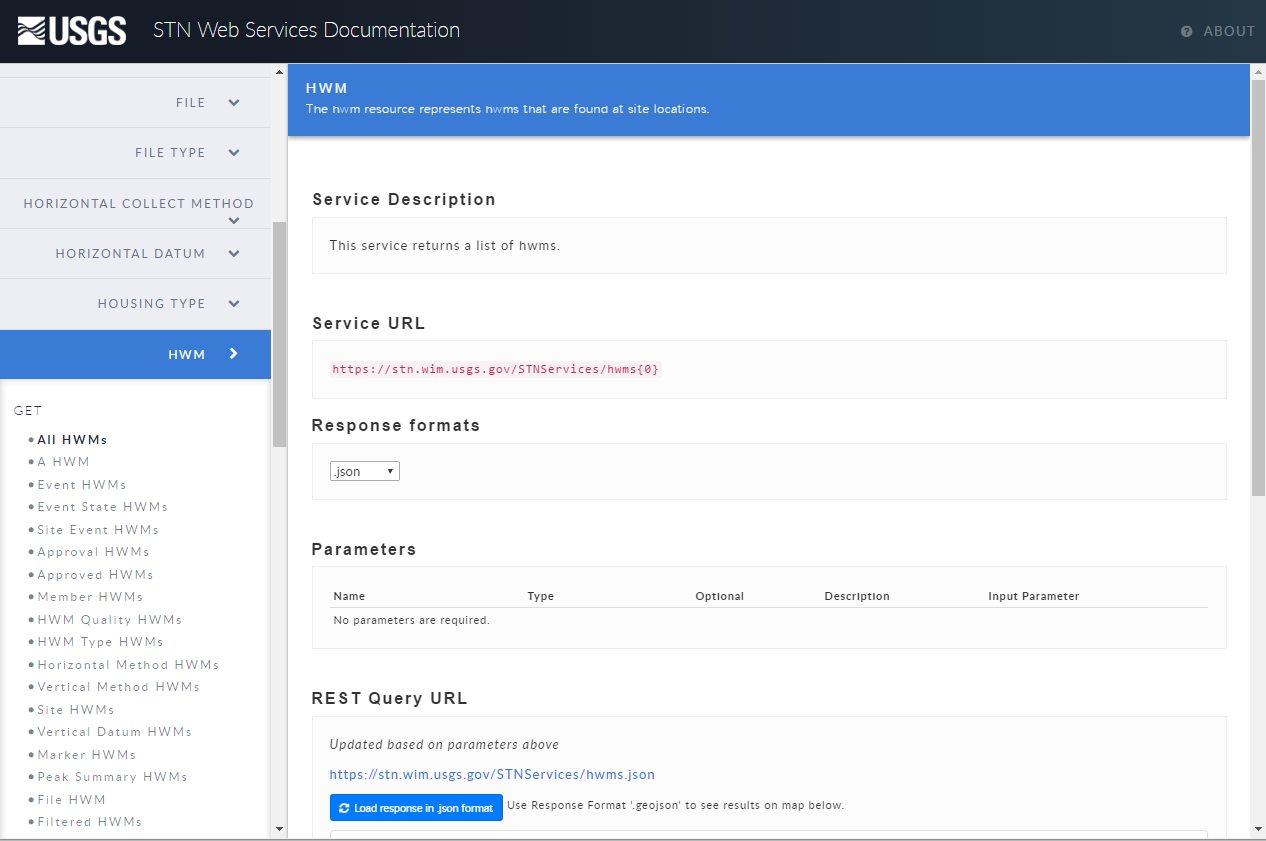 USGS STN Web Services Documentation
ABOUT
FILE
FILE TYPE
HORIZONTAL COLLECT METHOD
HORIZONTAL DATUM
HOUSING TYPE
HWM
GET
All HWMs
A HWM
Event HWMs
Event State HWMs
Site Event HWMs
Approval HWMs
Approved HWMs
Member HWMs
HWM Quality HWMs
HWM Type HWMs
Horizontal Method HWMs
Vertical Method HWMs
Site HWMs
Vertical Datum HWMs
Marker HWMs
Peak Summary HWMs
File HWM
Filtered HWMs
HWM
The hwm resource represents hwms that are found at site locations.
Service Description
This service returns a list of hwms.
Service URL
https://stn.wim.usgs.gov/STNServices/hwms{0}
Response formats
.json
Parameters
Name Type Optional Description Input Parameter
No parameters are required.
REST Query URL
Updated based on parameters above
https://stn.wim.usgs.gov/STNServices/hwms.json
Load response in .json format Use Response Format '.geojson' to see results on map below.